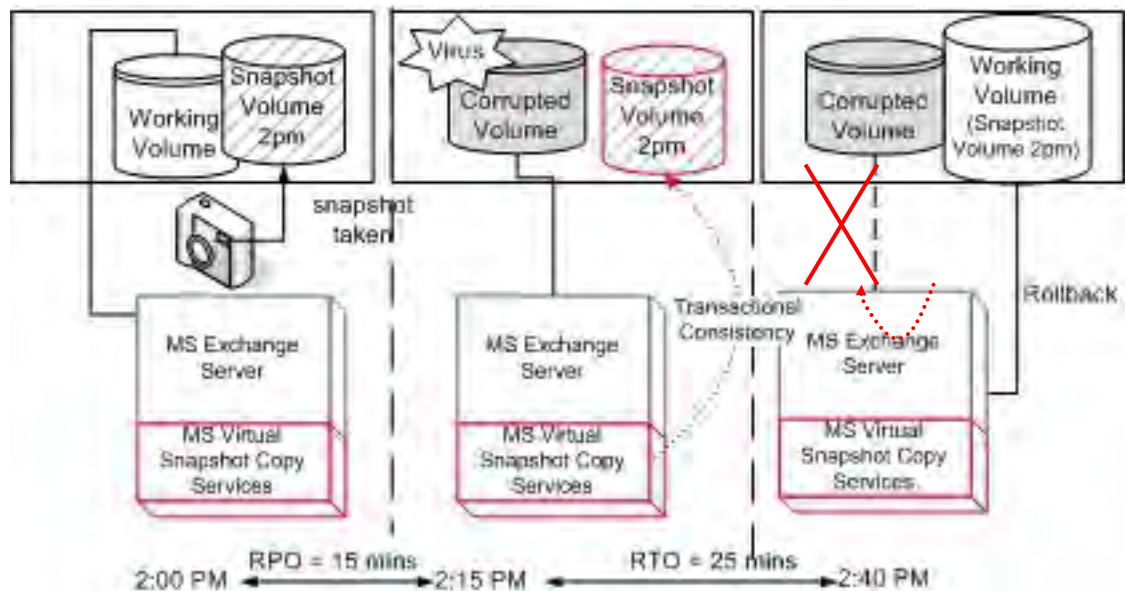 Working
Volume
Snapshot
Volume
2pm
snapshot
taken
MS Exchange
Server
MS Virtual
Snapshot Copy
Services
Virus
Corrupted
Volume
Snapshot
Volume
2pm
Transactional
Consistency
MS Exchange
Server
MS Virtual
Snapshot Copy
Services
Corrupted
Volume
Working
Volume
(Snapshot
Volume 2pm)
Rollback
MS Exchange
Server
MS Virtual
Snapshot Copy
Services
RPO = 15 mins
RTO = 25 mins
2:00 PM
2:15 PM
2:40 PM